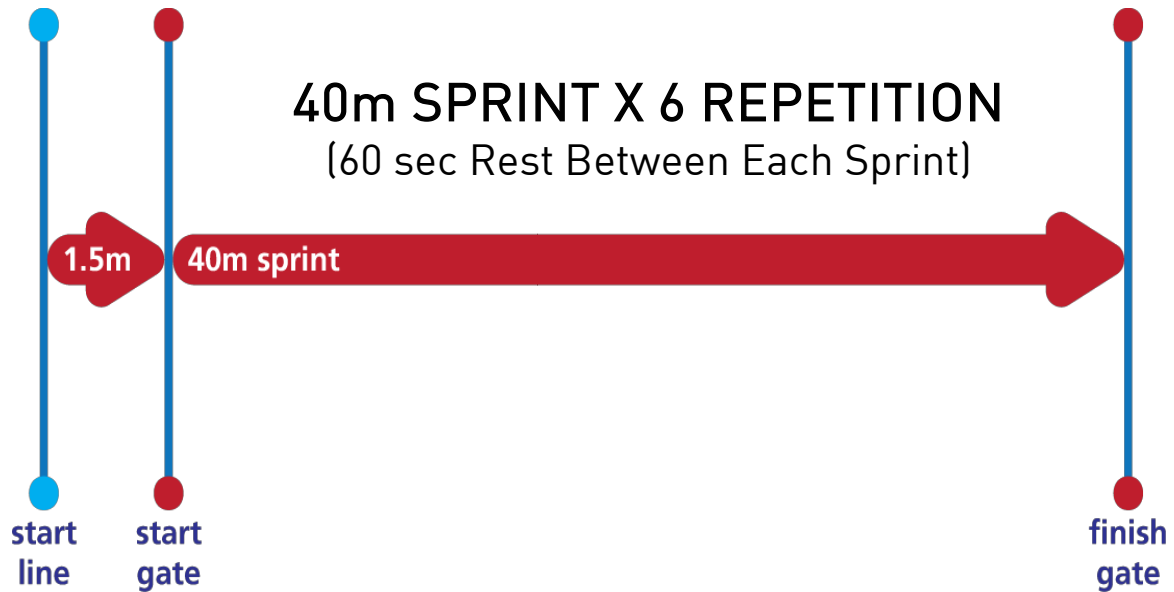 40m SPRINT X 6 REPETITION
(60 sec Rest Between Each Sprint)
1.5m
40m sprint
start
line
start
gate
finish
gate